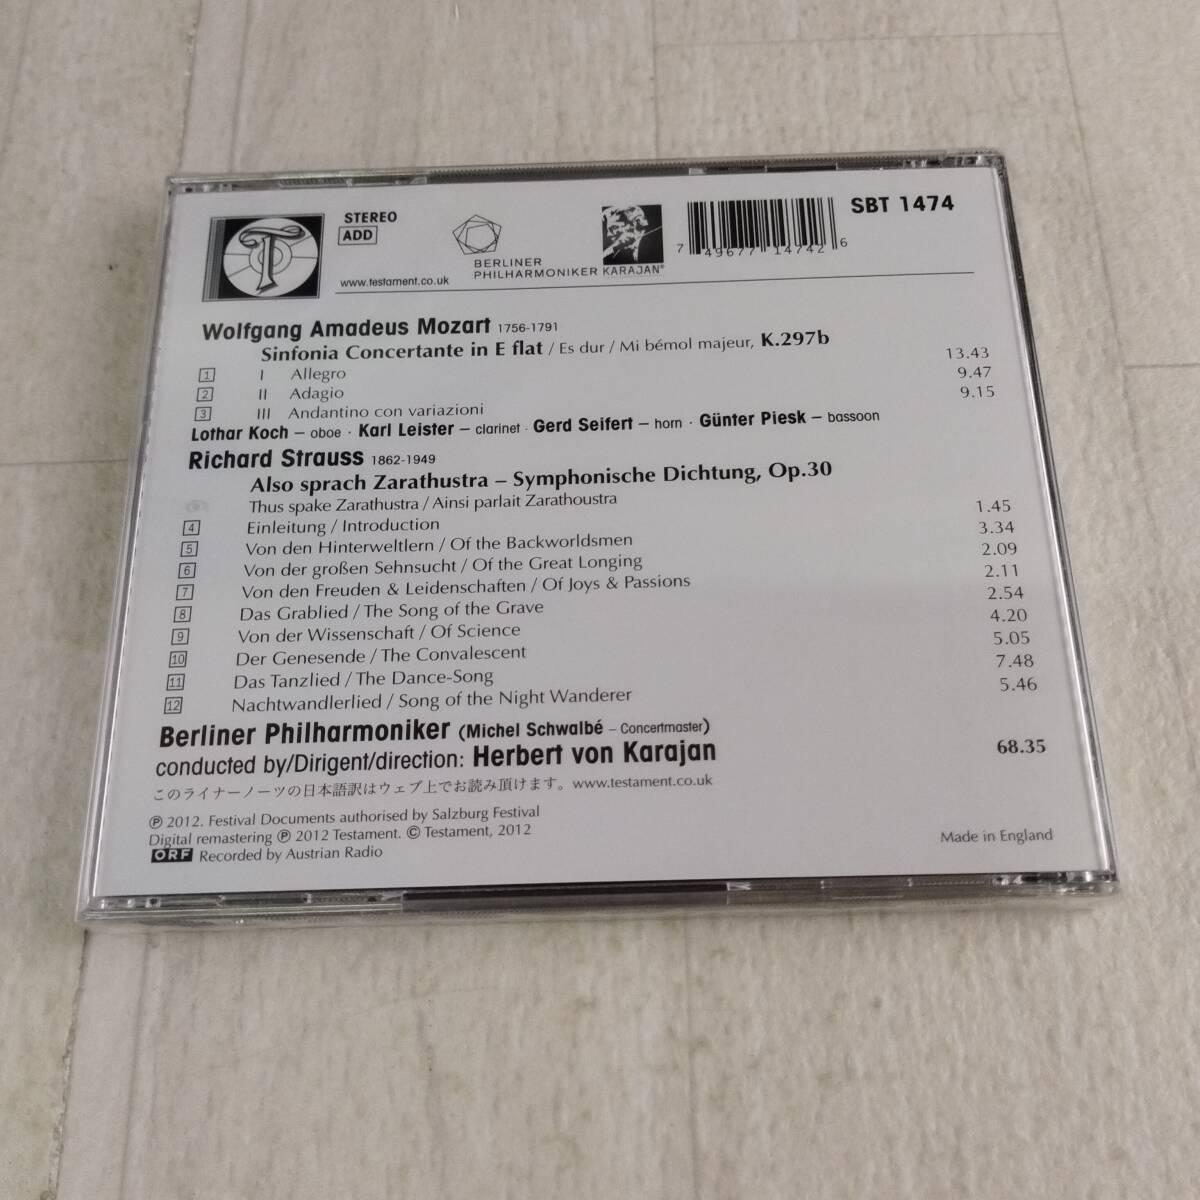 STEREO
ADD
www.testament.co.uk
BERLINER
PHILHARMONIKER
KARAJAN®
7 49677 14742 6
SBT 1474
Wolfgang Amadeus Mozart 1756-1791
Sinfonia Concertante in E flat / Es dur / Mi bémol majeur, K.297b
1 I Allegro 13.43
2 II Adagio 9.47
3 III Andantino con variazioni 9.15
Lothar Koch – oboe · Karl Leister – clarinet · Gerd Seifert – horn · Günter Piesk – bassoon
Richard Strauss 1862-1949
Also sprach Zarathustra – Symphonische Dichtung, Op.30
Thus spake Zarathustra / Ainsi parlait Zarathoustra
4 Einleitung / Introduction 1.45
5 Von den Hinterweltlern / Of the Backworldsmen 3.34
6 Von der großen Sehnsucht / Of the Great Longing 2.09
7 Von den Freuden & Leidenschaften / Of Joys & Passions 2.11
8 Das Grablied / The Song of the Grave 2.54
9 Von der Wissenschaft / Of Science 4.20
10 Der Genesende / The Convalescent 5.05
11 Das Tanzlied / The Dance-Song 7.48
12 Nachtwandlerlied / Song of the Night Wanderer 5.46
Berliner Philharmoniker (Michel Schwalbé – Concertmaster)
conducted by/Dirigent/direction: Herbert von Karajan 68.35
このライナーノーツの日本語訳はウェブ上でお読み頂けます。www.testament.co.uk
℗ 2012. Festival Documents authorised by Salzburg Festival
Digital remastering ℗ 2012 Testament. © Testament, 2012
ORF Recorded by Austrian Radio
Made in England